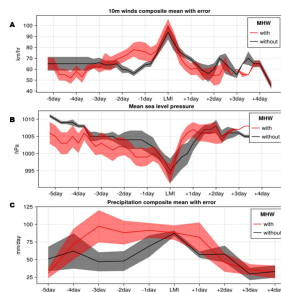 10m winds composite mean with error
A
km/hr
100
90
80
70
60
50
40
MHW
with
without
-5day -4day -3day -2day -1day LMI +1day +2day +3day +4day
Mean sea level pressure
B
hPa
1010
1005
1000
995
MHW
with
without
-5day -4day -3day -2day -1day LMI +1day +2day +3day +4day
Precipitation composite mean with error
C
mm/day
125
100
75
50
25
MHW
with
without
-5day -4day -3day -2day -1day LMI +1day +2day +3day +4day